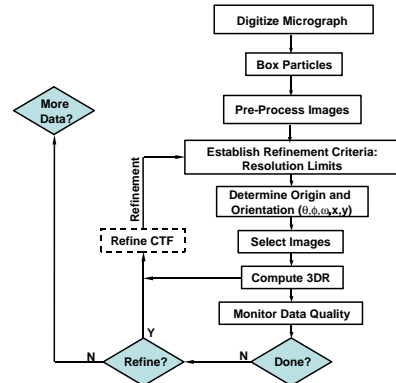 Digitize Micrograph
Box Particles
Pre-Process Images
Establish Refinement Criteria:
Resolution Limits
Determine Origin and
Orientation (θ,ϕ,ω,x,y)
Select Images
Compute 3DR
Monitor Data Quality
Done?
N
Refine?
Y
N
Refine CTF
Refinement
More
Data?